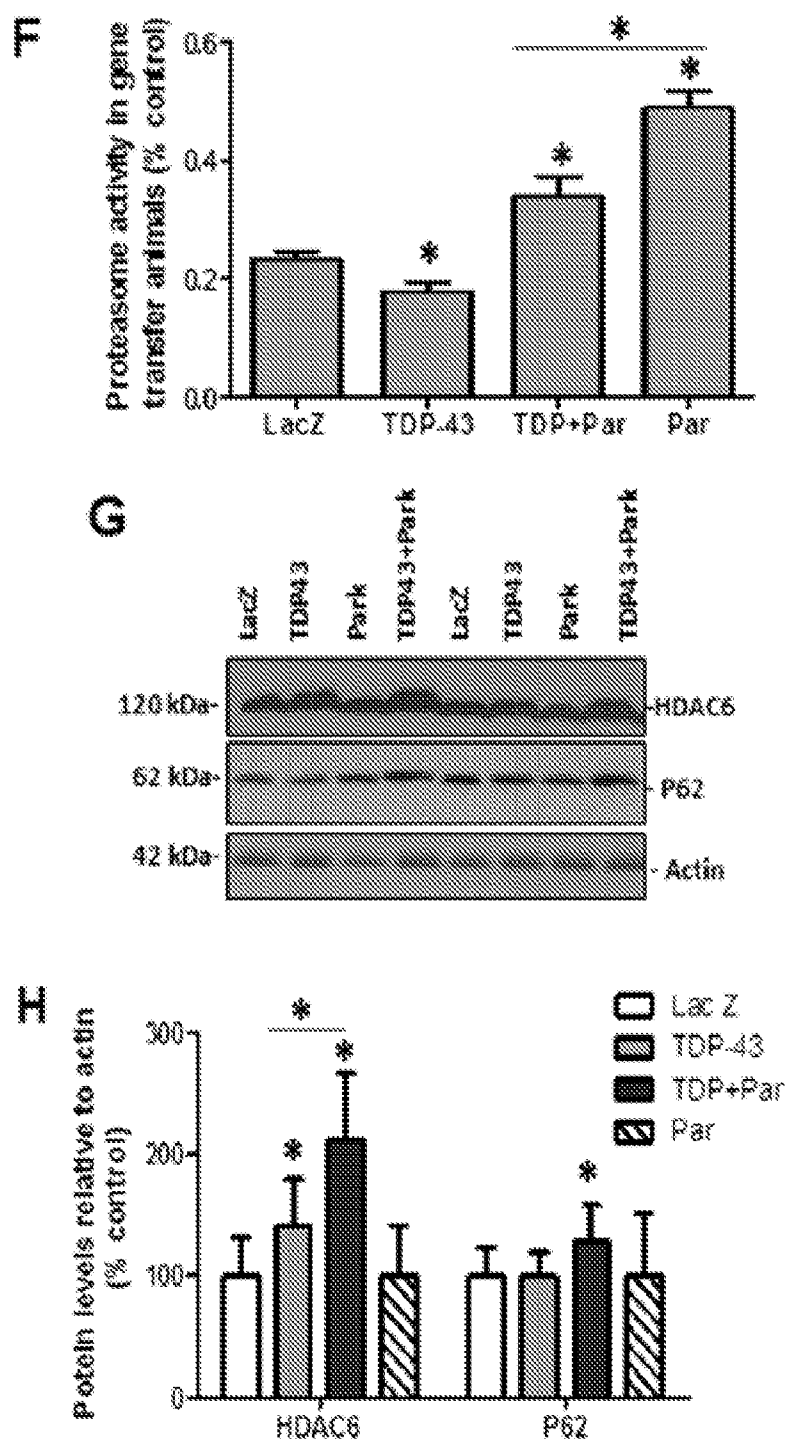 F
Proteasome activity in gene
transfer animals (% control)
0.6
0.4
0.2
0.0
*
*
*
*
LacZ TDP-43 TDP+Par Par
G
LacZ TDP43 Park TDP43+Park LacZ TDP43 Park TDP43+Park
120 kDa- -HDAC6
62 kDa- - P62
42 kDa- - Actin
H
Potein levels relative to actin
(% control)
300
200
100
0
*
*
*
*
Lac Z
TDP-43
TDP+Par
Par
HDAC6 P62